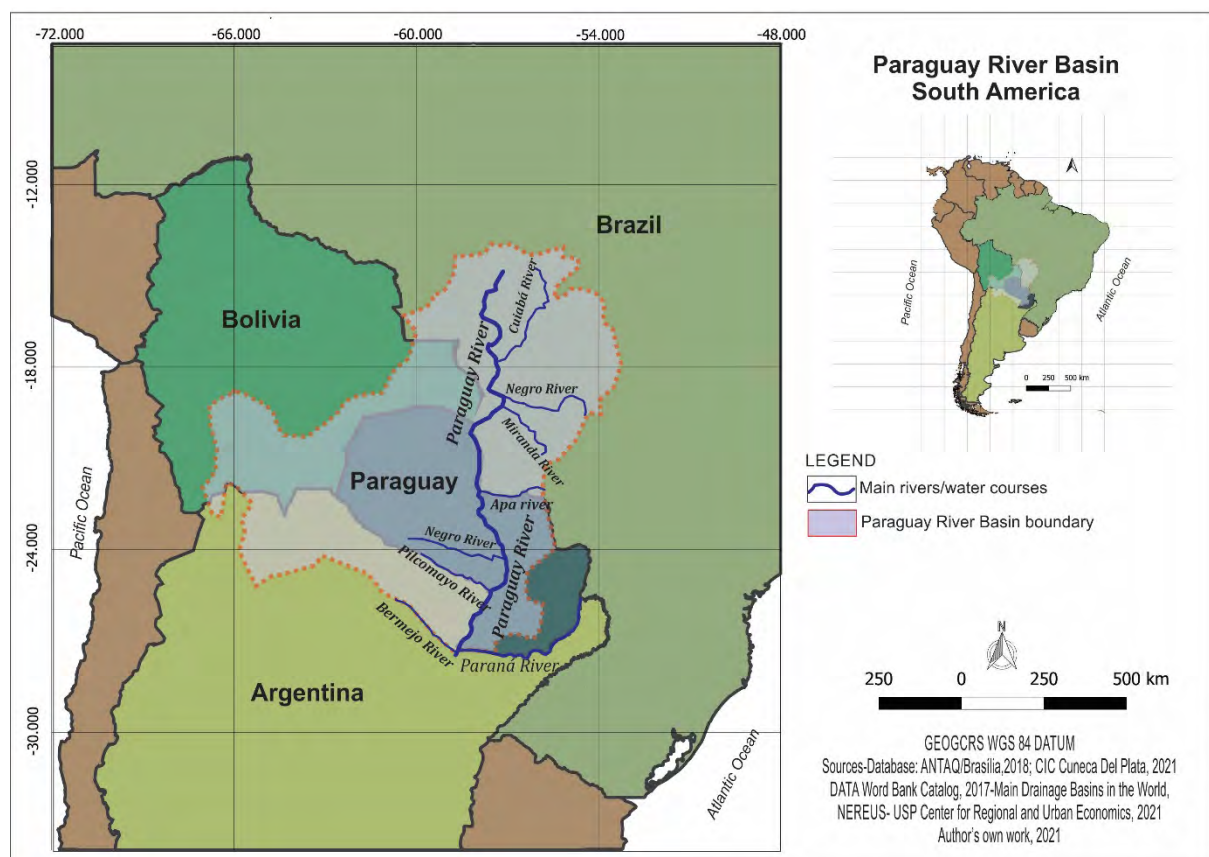 -72.000
-66.000
-60.000
-54.000
-48.000
-12.000
-18.000
-24.000
-30.000
Brazil
Bolivia
Paraguay
Argentina
Pacific Ocean
Atlantic Ocean
Cuiabá River
Paraguay River
Negro River
Miranda River
Apa river
Negro River
Pilcomayo River
Paraguay River
Bermejo River
Paraná River
Paraguay River Basin
South America
Pacific Ocean
Atlantic Ocean
0 250 500 km
LEGEND
Main rivers/water courses
Paraguay River Basin boundary
N
250 0 250 500 km
GEOGCRS WGS 84 DATUM
Sources-Database: ANTAQ/Brasilia,2018; CIC Cuneca Del Plata, 2021
DATA Word Bank Catalog, 2017-Main Drainage Basins in the World,
NEREUS- USP Center for Regional and Urban Economics, 2021
Author's own work, 2021